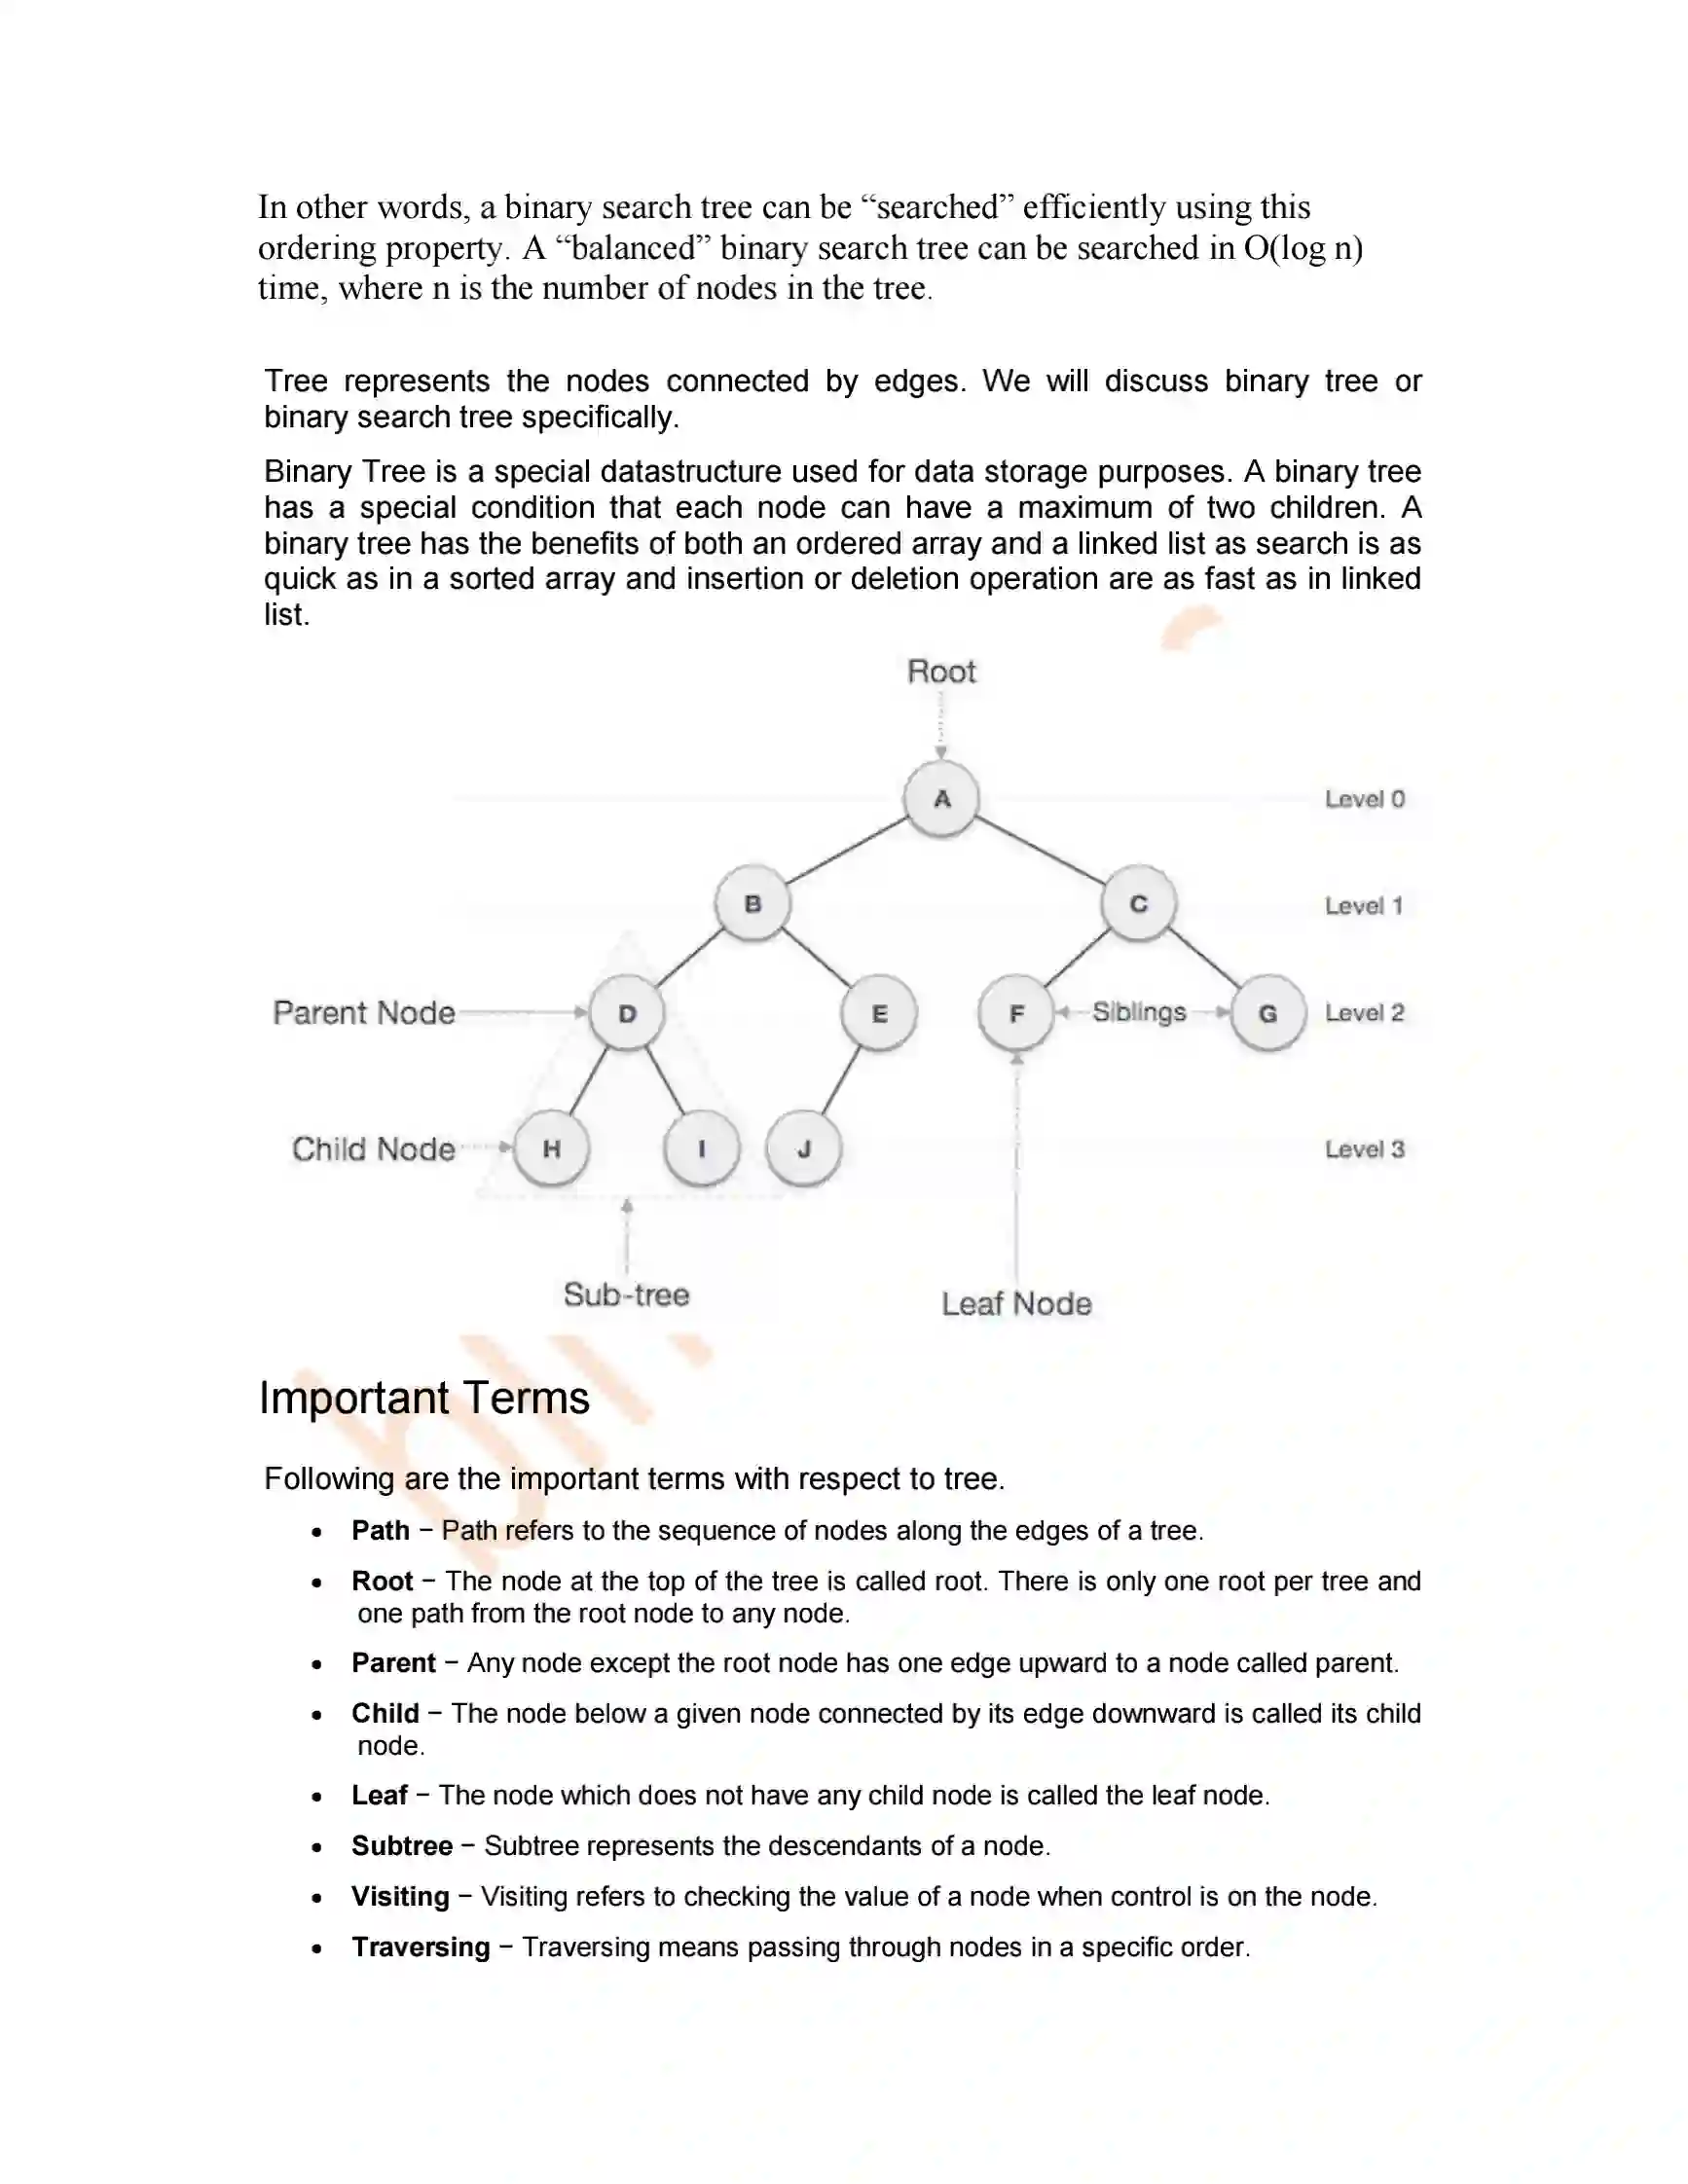 In other words, a binary search tree can be “searched” efficiently using this
ordering property. A “balanced” binary search tree can be searched in O(log n)
time, where n is the number of nodes in the tree.
Tree represents the nodes connected by edges. We will discuss binary tree or
binary search tree specifically.
Binary Tree is a special datastructure used for data storage purposes. A binary tree
has a special condition that each node can have a maximum of two children. A
binary tree has the benefits of both an ordered array and a linked list as search is as
quick as in a sorted array and insertion or deletion operation are as fast as in linked
list.
Root
A Level 0
B C Level 1
Parent Node D E F Siblings G Level 2
Child Node H I J Level 3
Sub-tree
Leaf Node
Important Terms
Following are the important terms with respect to tree.
• Path − Path refers to the sequence of nodes along the edges of a tree.
• Root − The node at the top of the tree is called root. There is only one root per tree and
one path from the root node to any node.
• Parent − Any node except the root node has one edge upward to a node called parent.
• Child − The node below a given node connected by its edge downward is called its child
node.
• Leaf − The node which does not have any child node is called the leaf node.
• Subtree − Subtree represents the descendants of a node.
• Visiting − Visiting refers to checking the value of a node when control is on the node.
• Traversing − Traversing means passing through nodes in a specific order.